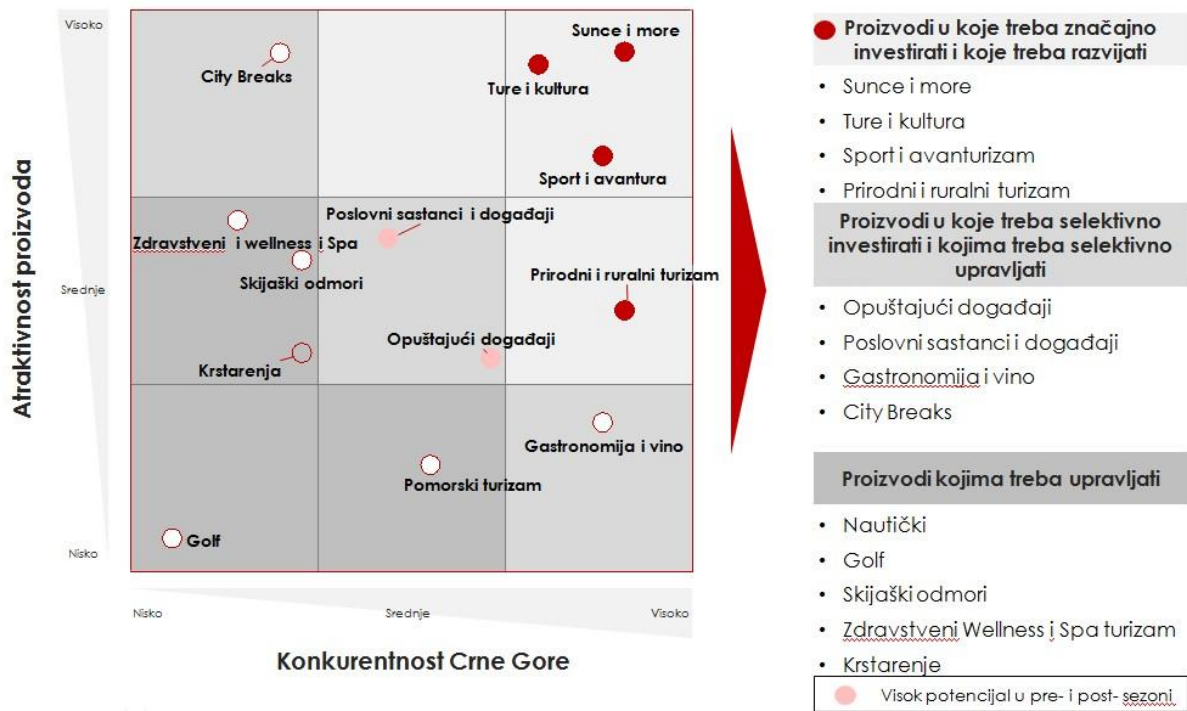 Visoko
Srednje
Nisko
Atraktivnost proizvoda
City Breaks
Sunce i more
Ture i kultura
Sport i avantura
Poslovni sastanci i događaji
Zdravstveni i wellness i Spa
Skijaški odmori
Prirodni i ruralni turizam
Opuštajući događaji
Krstarenja
Gastronomija i vino
Pomorski turizam
Golf
Nisko
Srednje
Visoko
Konkurentnost Crne Gore
Proizvodi u koje treba značajno
investirati i koje treba razvijati
• Sunce i more
• Ture i kultura
• Sport i avanturizam
• Prirodni i ruralni turizam
Proizvodi u koje treba selektivno
investirati i kojima treba selektivno
upravljati
• Opuštajući događaji
• Poslovni sastanci i događaji
• Gastronomija i vino
• City Breaks
Proizvodi kojima treba upravljati
• Nautički
• Golf
• Skijaški odmori
• Zdravstveni Wellness i Spa turizam
• Krstarenje
Visok potencijal u pre- i post- sezoni